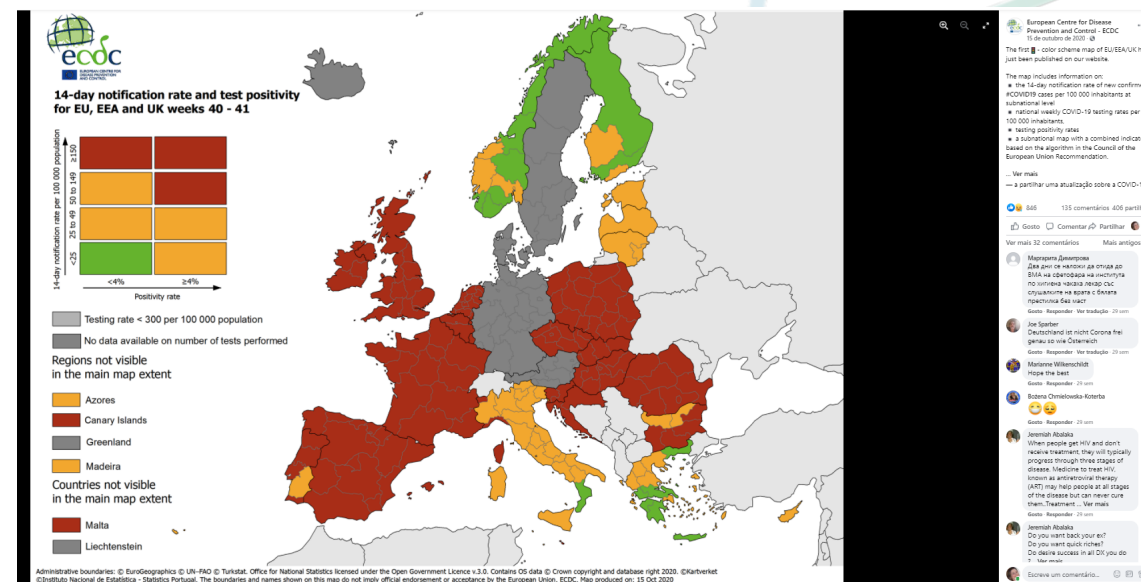 ecdc
EUROPEAN CENTRE FOR
DISEASE PREVENTION
AND CONTROL
14-day notification rate and test positivity
for EU, EEA and UK weeks 40 - 41
14-day notification rate per 100 000 population
≥150
50 to 149
25 to 49
<25
<4%
≥4%
Positivity rate
Testing rate < 300 per 100 000 population
No data available on number of tests performed
Regions not visible
in the main map extent
Azores
Canary Islands
Greenland
Madeira
Countries not visible
in the main map extent
Malta
Liechtenstein
Administrative boundaries: © EuroGeographics © UN–FAO © Turkstat. Office for National Statistics licensed under the Open Government Licence v.3.0. Contains OS data © Crown copyright and database right 2020. ©Kartverket
©Instituto Nacional de Estatística - Statistics Portugal. The boundaries and names shown on this map do not imply official endorsement or acceptance by the European Union. ECDC. Map produced on: 15 Oct 2020
European Centre for Disease
Prevention and Control - ECDC
15 de outubro de 2020
The first - color scheme map of EU/EEA/UK h
just been published on our website.
The map includes information on:
the 14-day notification rate of new confirme
#COVID19 cases per 100 000 inhabitants at
subnational level
national weekly COVID-19 testing rates per
100 000 inhabitants,
testing positivity rates
a subnational map with a combined indicato
based on the algorithm in the Council of the
European Union Recommendation.
... Ver mais
— a partilhar uma atualização sobre a COVID-1
846
135 comentários 406 partilh
Gosto
Comentar
Partilhar
Ver mais 32 comentários
Mais antigos
Маргарита Димитрова
Два дни се наложи да отида до
ВМА на светофара на института
по хигиена чакаха лекар със
слушалките на врата с бялата
престилка без маст
Gosto · Responder · Ver tradução · 29 sem
Joe Sparber
Deutschland ist nicht Corona frei
genau so wie Österreich
Gosto · Responder · Ver tradução · 29 sem
Marianne Wilkenschildt
Hope the best
Gosto · Responder · 29 sem
Bożena Chmielowska-Koterba
Gosto · Responder · 29 sem
Jeremiah Abalaka
When people get HIV and don't
receive treatment, they will typically
progress through three stages of
disease. Medicine to treat HIV,
known as antiretroviral therapy
(ART) may help people at all stages
of the disease but can never cure
them..Treatment ... Ver mais
Gosto · Responder · 29 sem
Jeremiah Abalaka
Do you want your ex back?
Do you want quick riches?
Do desire success in all DX you do
? ... Ver mais
Escreve um comentário...